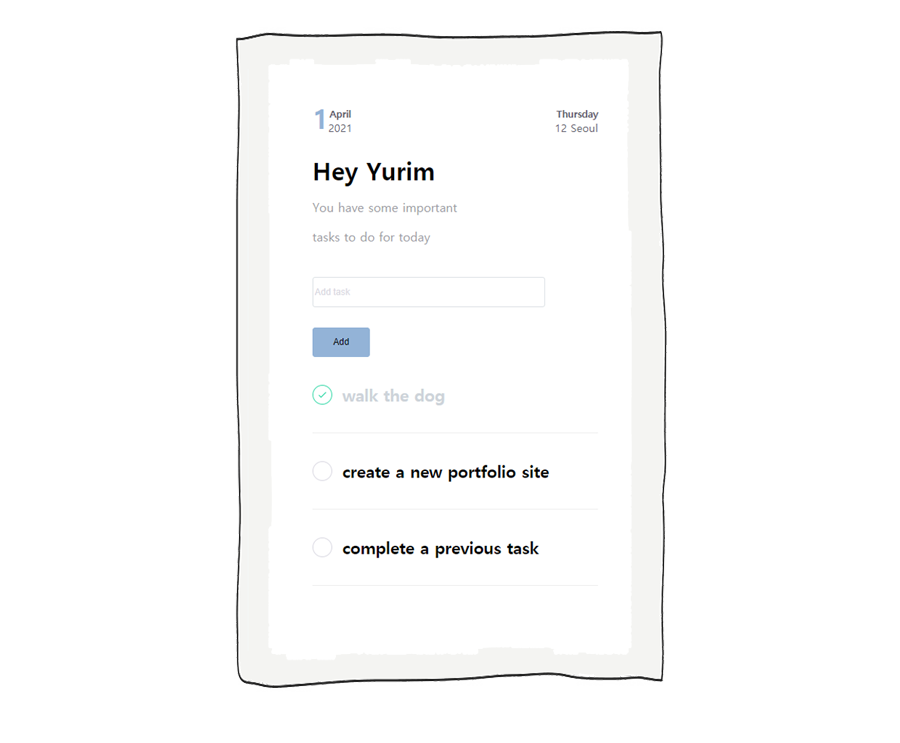 1 April
2021
Thursday
12 Seoul
Hey Yurim
You have some important
tasks to do for today
Add task
Add
walk the dog
create a new portfolio site
complete a previous task